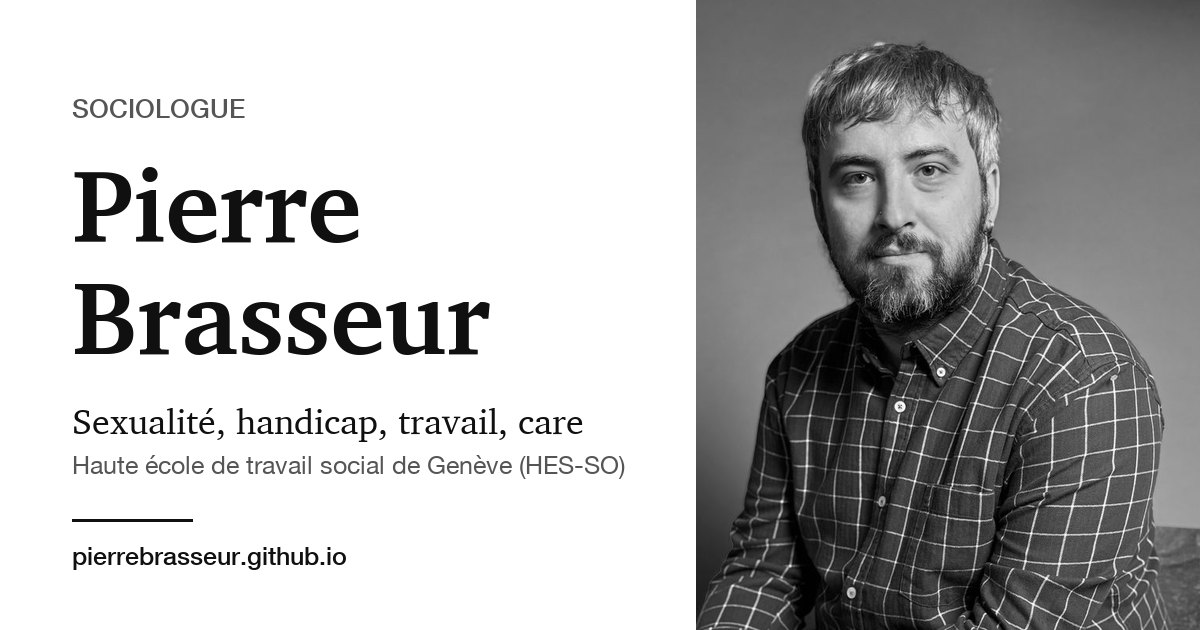 SOCIOLOGUE
Pierre
Brasseur
Sexualité, handicap, travail, care
Haute école de travail social de Genève (HES-SO)
pierrebrasseur.github.io